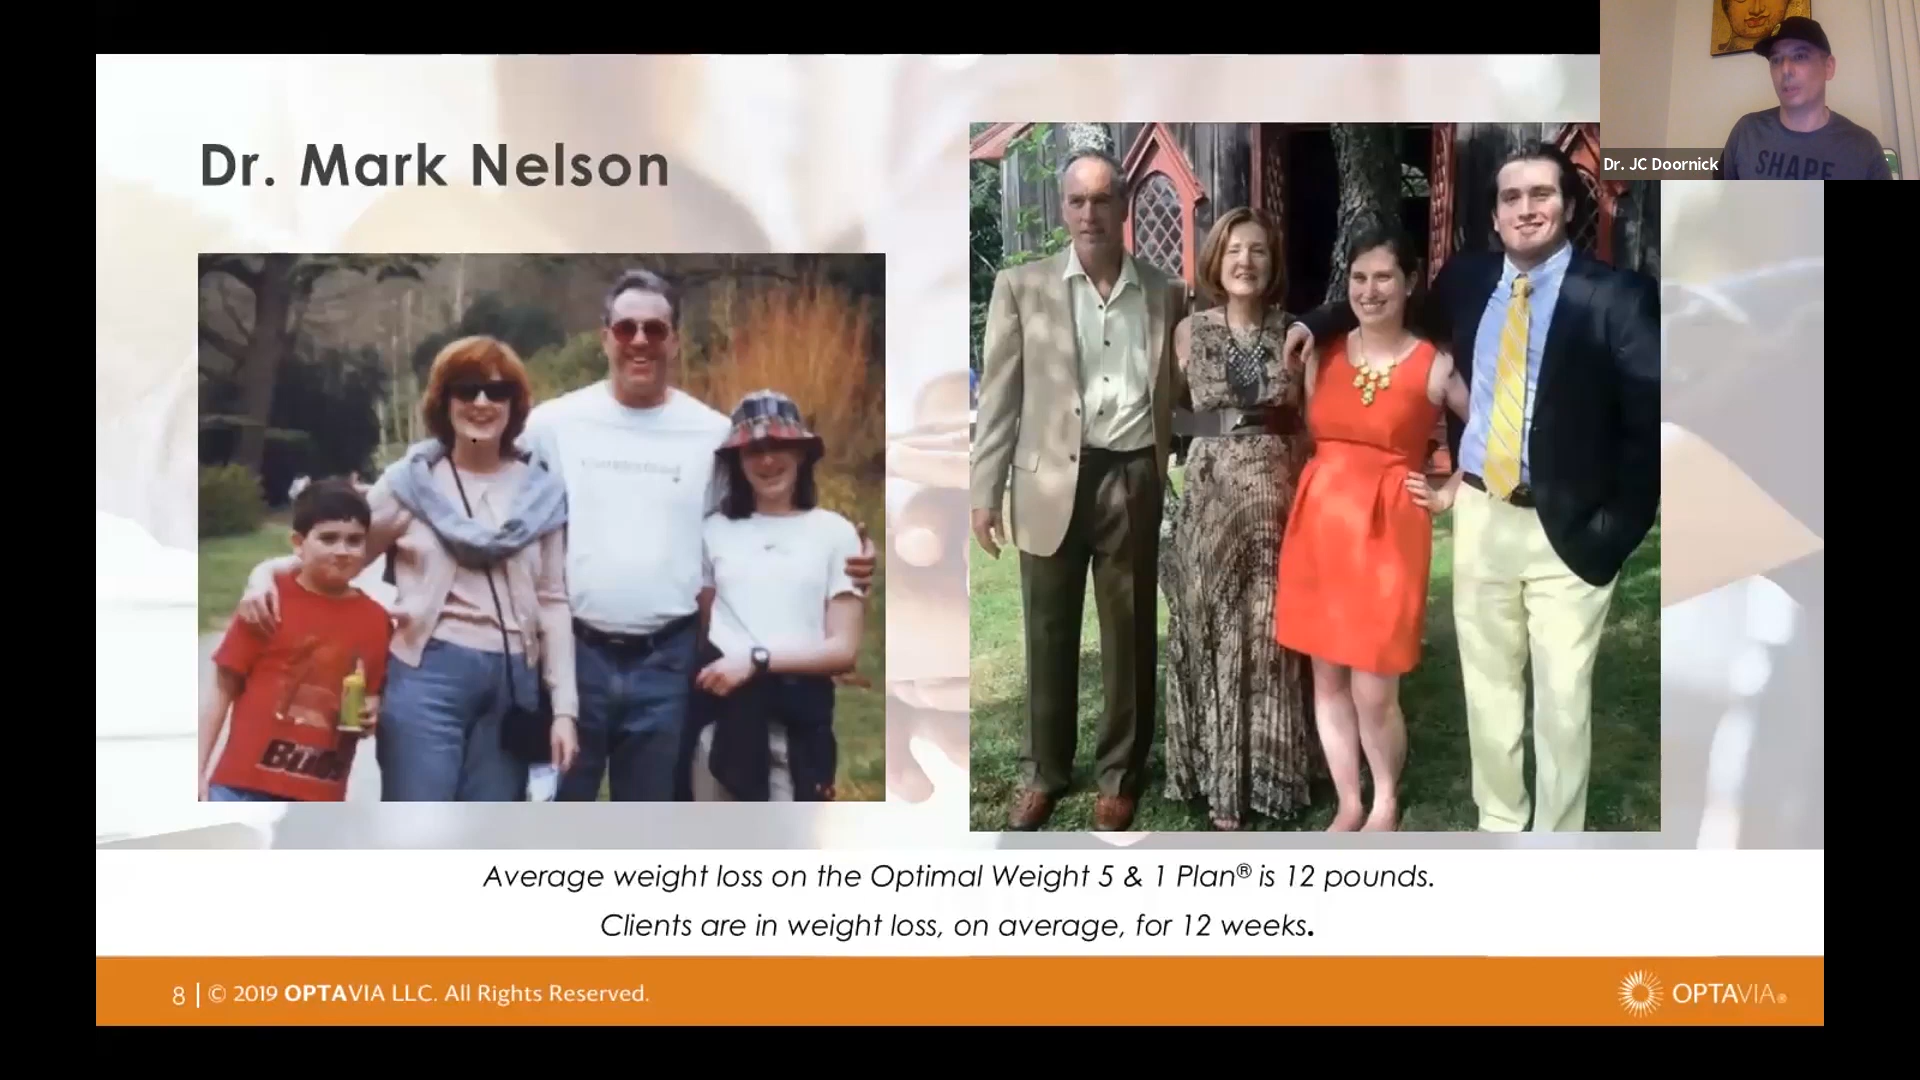 Dr. Mark Nelson
Dr. JC Doornick
SHAPE
Average weight loss on the Optimal Weight 5 & 1 Plan® is 12 pounds.
Clients are in weight loss, on average, for 12 weeks.
8 | © 2019 OPTAVIA LLC. All Rights Reserved.
OPTAVIA®